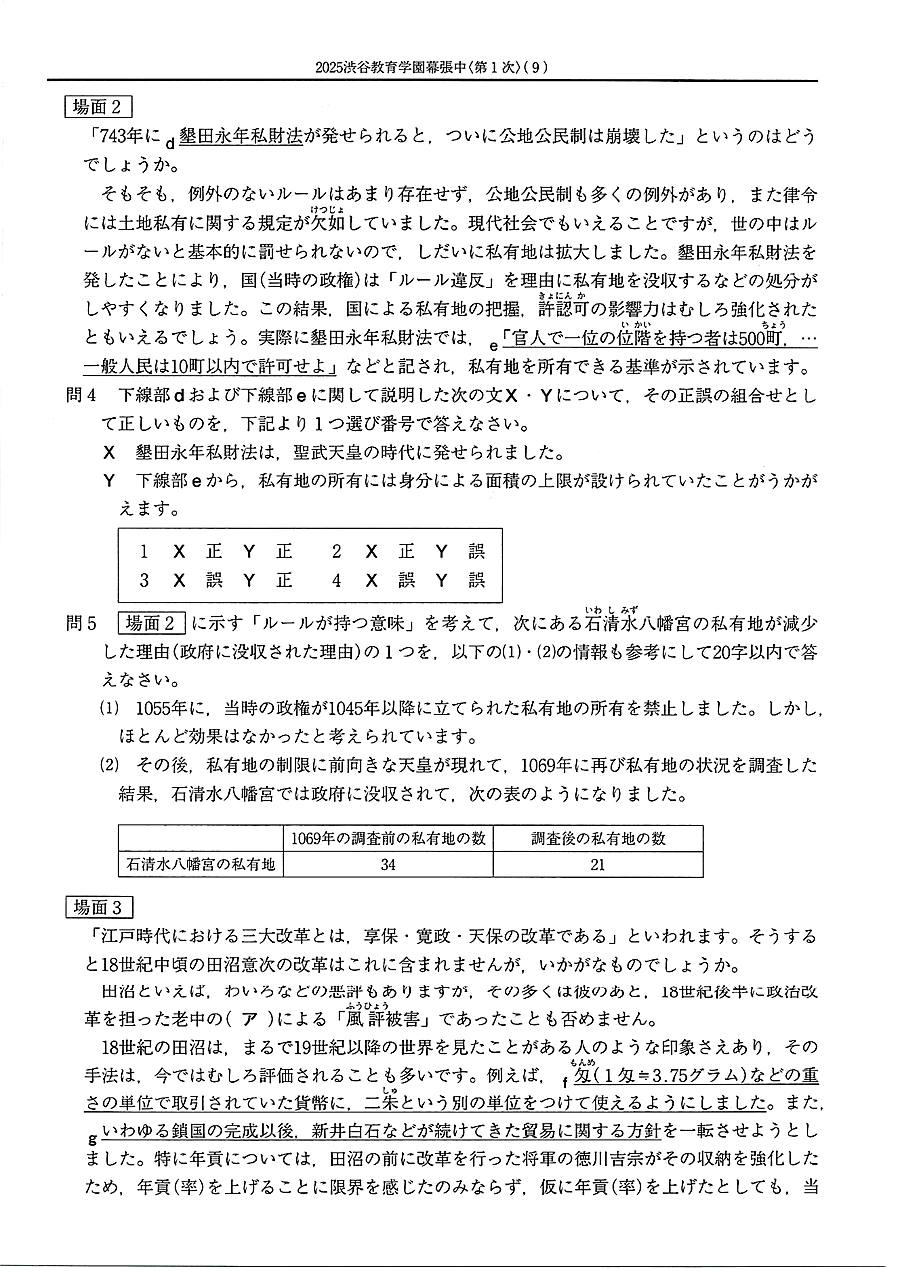 2025渋谷教育学園幕張中〈第1次〉(9)
場面2
「743年に d 墾田永年私財法が発せられると，ついに公地公民制は崩壊した」というのはどう
でしょうか。
そもそも，例外のないルールはあまり存在せず，公地公民制も多くの例外があり，また律令
には土地私有に関する規定が欠如していました。現代社会でもいえることですが，世の中はル
ールがないと基本的に罰せられないので，しだいに私有地は拡大しました。墾田永年私財法を
発したことにより，国(当時の政権)は「ルール違反」を理由に私有地を没収するなどの処分が
しやすくなりました。この結果，国による私有地の把握，許認可の影響力はむしろ強化された
ともいえるでしょう。実際に墾田永年私財法では， e 「官人で一位の位階を持つ者は500町，…
一般人民は10町以内で許可せよ」などと記され，私有地を所有できる基準が示されています。
問4 下線部dおよび下線部eに関して説明した次の文X・Yについて，その正誤の組合せとし
て正しいものを，下記より1つ選び番号で答えなさい。
X 墾田永年私財法は，聖武天皇の時代に発せられました。
Y 下線部eから，私有地の所有には身分による面積の上限が設けられていたことがうかが
えます。
1 X 正 Y 正 2 X 正 Y 誤
3 X 誤 Y 正 4 X 誤 Y 誤
問5 場面2 に示す「ルールが持つ意味」を考えて，次にある石清水八幡宮の私有地が減少
した理由(政府に没収された理由)の1つを，以下の(1)・(2)の情報も参考にして20字以内で答
えなさい。
(1) 1055年に，当時の政権が1045年以降に立てられた私有地の所有を禁止しました。しかし，
ほとんど効果はなかったと考えられています。
(2) その後，私有地の制限に前向きな天皇が現れて，1069年に再び私有地の状況を調査した
結果，石清水八幡宮では政府に没収されて，次の表のようになりました。
1069年の調査前の私有地の数 調査後の私有地の数
石清水八幡宮の私有地 34 21
場面3
「江戸時代における三大改革とは，享保・寛政・天保の改革である」といわれます。そうする
と18世紀中頃の田沼意次の改革はこれに含まれませんが，いかがなものでしょうか。
田沼といえば，わいろなどの悪評もありますが，その多くは彼のあと，18世紀後半に政治改
革を担った老中の( ア )による「風評被害」であったことも否めません。
18世紀の田沼は，まるで19世紀以降の世界を見たことがある人のような印象さえあり，その
手法は，今ではむしろ評価されることも多いです。例えば， f 匁(1匁≒3.75グラム)などの重
さの単位で取引されていた貨幣に，二朱という別の単位をつけて使えるようにしました。また，
g いわゆる鎖国の完成以後，新井白石などが続けてきた貿易に関する方針を一転させようとし
ました。特に年貢については，田沼の前に改革を行った将軍の徳川吉宗がその収納を強化した
ため，年貢(率)を上げることに限界を感じたのみならず，仮に年貢(率)を上げたとしても，当